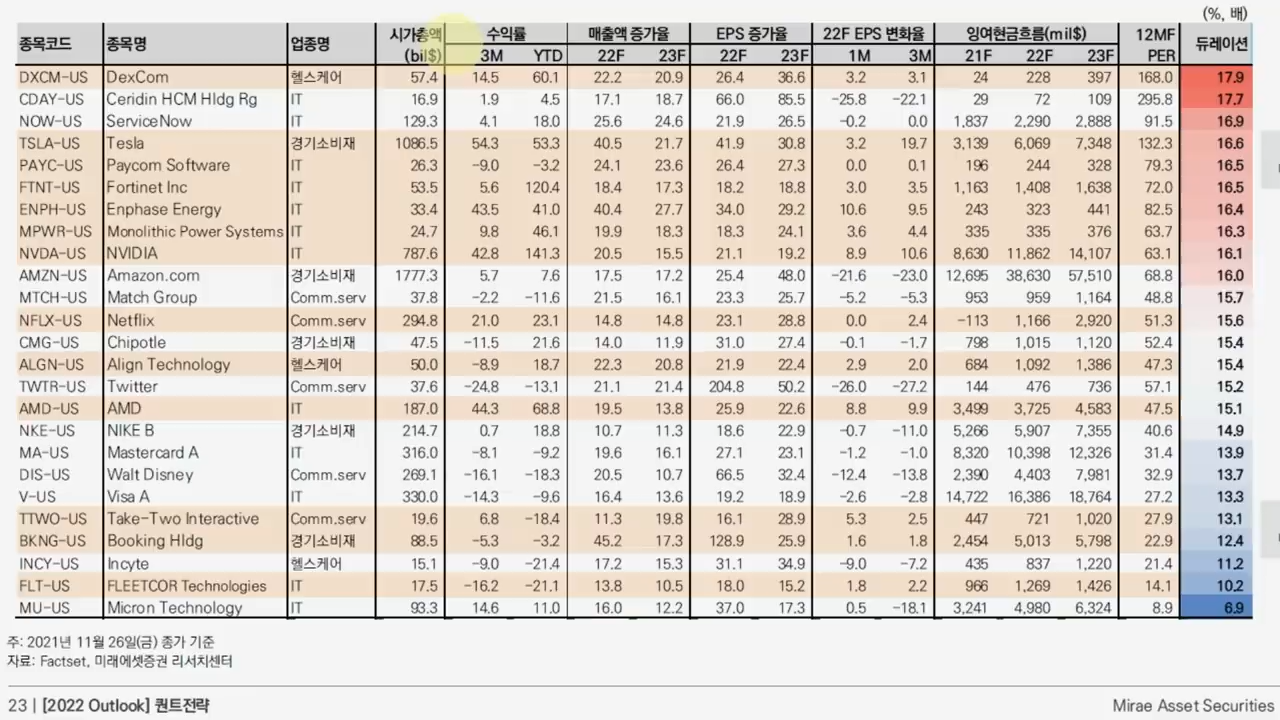 (%, 배)
종목코드 종목명 업종명 시가총액 수익률 매출액 증가율 EPS 증가율 22F EPS 변화율 잉여현금흐름(mil$) 12MF 듀레이션
(bil$) 3M YTD 22F 23F 22F 23F 1M 3M 21F 22F 23F PER
DXCM-US DexCom 헬스케어 57.4 14.5 60.1 22.2 20.9 26.4 36.6 3.2 3.1 24 228 397 168.0 17.9
CDAY-US Ceridin HCM Hldg Rg IT 16.9 1.9 4.5 17.1 18.7 66.0 85.5 -25.8 -22.1 29 72 109 295.8 17.7
NOW-US ServiceNow IT 129.3 4.1 18.0 25.6 24.6 21.9 26.5 -0.2 0.0 1,837 2,290 2,888 91.5 16.9
TSLA-US Tesla 경기소비재 1086.5 54.3 53.3 40.5 21.7 41.9 30.8 3.2 19.7 3,139 6,069 7,348 132.3 16.6
PAYC-US Paycom Software IT 26.3 -9.0 -3.2 24.1 23.6 26.4 27.3 0.0 0.1 196 244 328 79.3 16.5
FTNT-US Fortinet Inc IT 53.5 5.6 120.4 18.4 17.3 18.2 18.8 3.0 3.5 1,163 1,408 1,638 72.0 16.5
ENPH-US Enphase Energy IT 33.4 43.5 41.0 40.4 27.7 34.0 29.2 10.6 9.5 243 323 441 82.5 16.4
MPWR-US Monolithic Power Systems IT 24.7 9.8 46.1 19.9 18.3 18.3 24.1 3.6 4.4 335 335 376 63.7 16.3
NVDA-US NVIDIA IT 787.6 42.8 141.3 20.5 15.5 21.1 19.2 8.9 10.6 8,630 11,862 14,107 63.1 16.1
AMZN-US Amazon.com 경기소비재 1777.3 5.7 7.6 17.5 17.2 25.4 48.0 -21.6 -23.0 12,695 38,630 57,510 68.8 16.0
MTCH-US Match Group Comm.serv 37.8 -2.2 -11.6 21.5 16.1 23.3 25.7 -5.2 -5.3 953 959 1,164 48.8 15.7
NFLX-US Netflix Comm.serv 294.8 21.0 23.1 14.8 14.8 23.1 28.8 0.0 2.4 -113 1,166 2,920 51.3 15.6
CMG-US Chipotle 경기소비재 47.5 -11.5 21.6 14.0 11.9 31.0 27.4 -0.1 -1.7 798 1,015 1,120 52.4 15.4
ALGN-US Align Technology 헬스케어 50.0 -8.9 18.7 22.3 20.8 21.9 22.4 2.9 2.0 684 1,092 1,386 47.3 15.4
TWTR-US Twitter Comm.serv 37.6 -24.8 -13.1 21.1 21.4 204.8 50.2 -26.0 -27.2 144 476 736 57.1 15.2
AMD-US AMD IT 187.0 44.3 68.8 19.5 13.8 25.9 22.6 8.8 9.9 3,499 3,725 4,583 47.5 15.1
NKE-US NIKE B 경기소비재 214.7 0.7 18.8 10.7 11.3 18.6 22.9 -0.7 -11.0 5,266 5,907 7,355 40.6 14.9
MA-US Mastercard A IT 316.0 -8.1 -9.2 19.6 16.1 27.1 23.1 -1.2 -1.0 8,320 10,398 12,326 31.4 13.9
DIS-US Walt Disney Comm.serv 269.1 -16.1 -18.3 20.5 10.7 66.5 32.4 -12.4 -13.8 2,390 4,403 7,981 32.9 13.7
V-US Visa A IT 330.0 -14.3 -9.6 16.4 13.6 19.2 18.9 -2.6 -2.8 14,722 16,386 18,764 27.2 13.3
TTWO-US Take-Two Interactive Comm.serv 19.6 6.8 -18.4 11.3 19.8 16.1 28.9 5.3 2.5 447 721 1,020 27.9 13.1
BKNG-US Booking Hldg 경기소비재 88.5 -5.3 -3.2 45.2 17.3 128.9 25.9 1.6 1.8 2,454 5,013 5,798 22.9 12.4
INCY-US Incyte 헬스케어 15.1 -9.0 -21.4 17.2 15.3 31.1 34.9 -9.0 -7.2 435 837 1,220 21.4 11.2
FLT-US FLEETCOR Technologies IT 17.5 -16.2 -21.1 13.8 10.5 18.0 15.2 1.8 2.2 966 1,269 1,426 14.1 10.2
MU-US Micron Technology IT 93.3 14.6 11.0 16.0 12.2 37.0 17.3 0.5 -18.1 3,241 4,980 6,324 8.9 6.9
주: 2021년 11월 26일(금) 종가 기준
자료: Factset, 미래에셋증권 리서치센터
23 | [2022 Outlook] 퀀트전략
Mirae Asset Securities